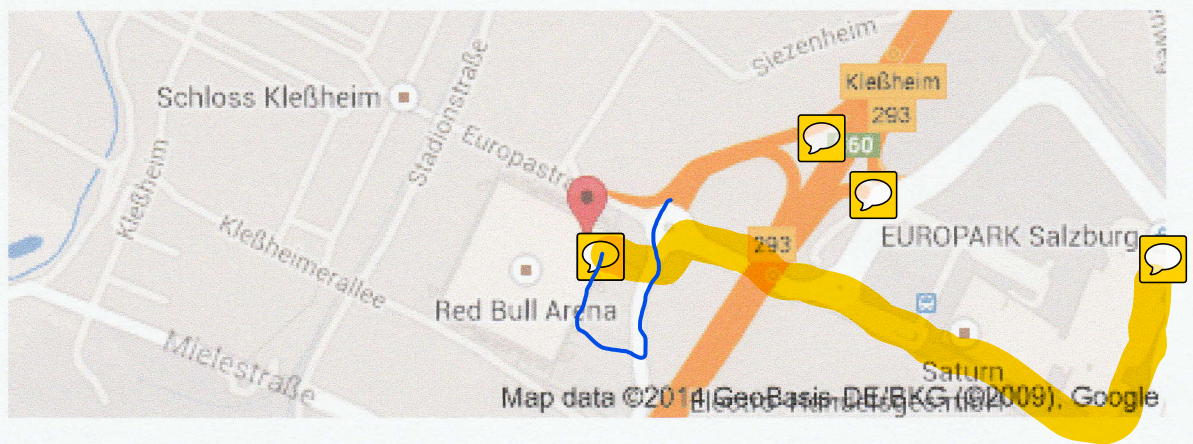 Siezenheim
Kleßheim
Schloss Kleßheim
293
Stadionstraße
60
Europastra
Kleßheim
Kleßheimerallee
293
EUROPARK Salzburg
Red Bull Arena
Mielestraße
Saturn
Map data ©2014 GeoBasis-DE/BKG (©2009), Google